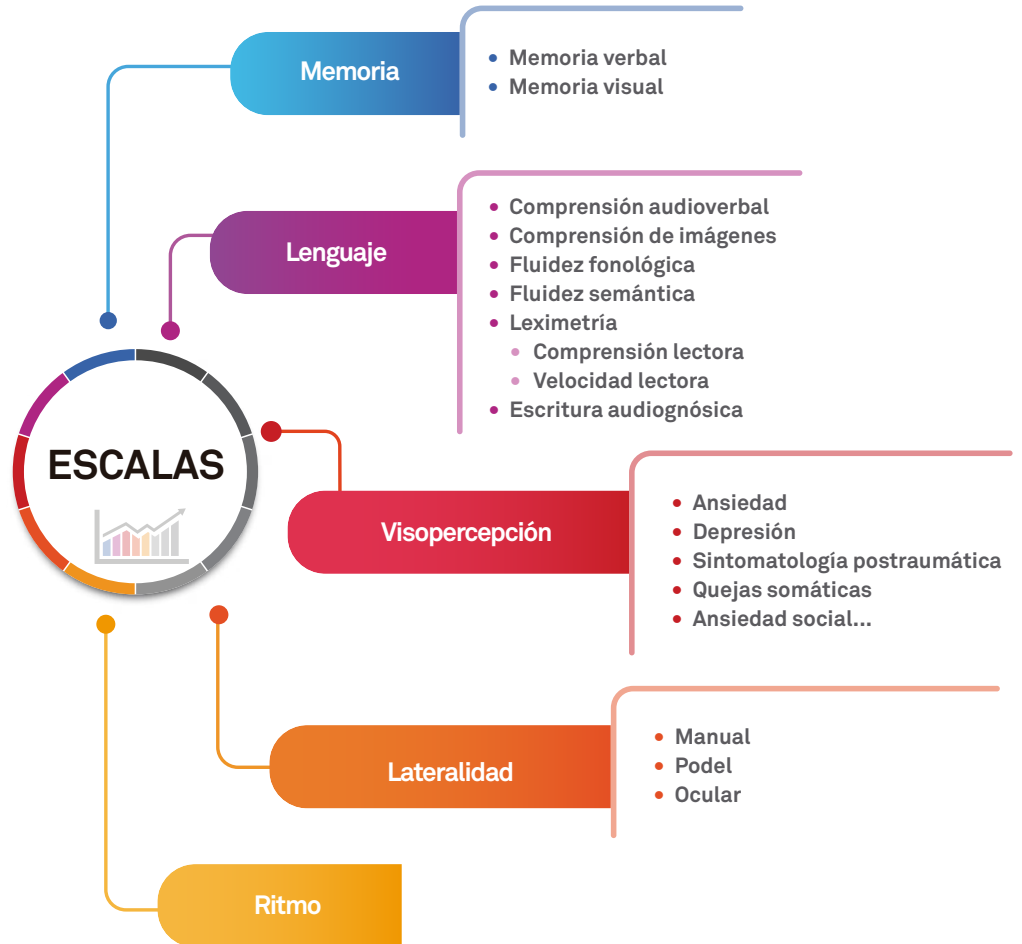 Memoria
• Memoria verbal
• Memoria visual
Lenguaje
• Comprensión audioverbal
• Comprensión de imágenes
• Fluidez fonológica
• Fluidez semántica
• Leximetría
• Comprensión lectora
• Velocidad lectora
• Escritura audiognósica
ESCALAS
Visopercepción
• Ansiedad
• Depresión
• Sintomatología postraumática
• Quejas somáticas
• Ansiedad social...
Lateralidad
• Manual
• Podel
• Ocular
Ritmo